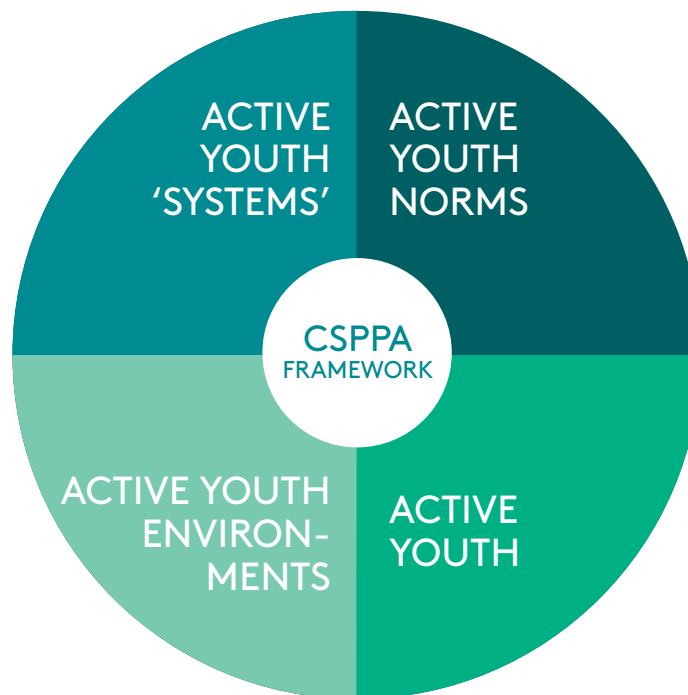 ACTIVE
YOUTH
‘SYSTEMS’
ACTIVE
YOUTH
NORMS
CSPPA
FRAMEWORK
ACTIVE YOUTH
ENVIRON-
MENTS
ACTIVE
YOUTH